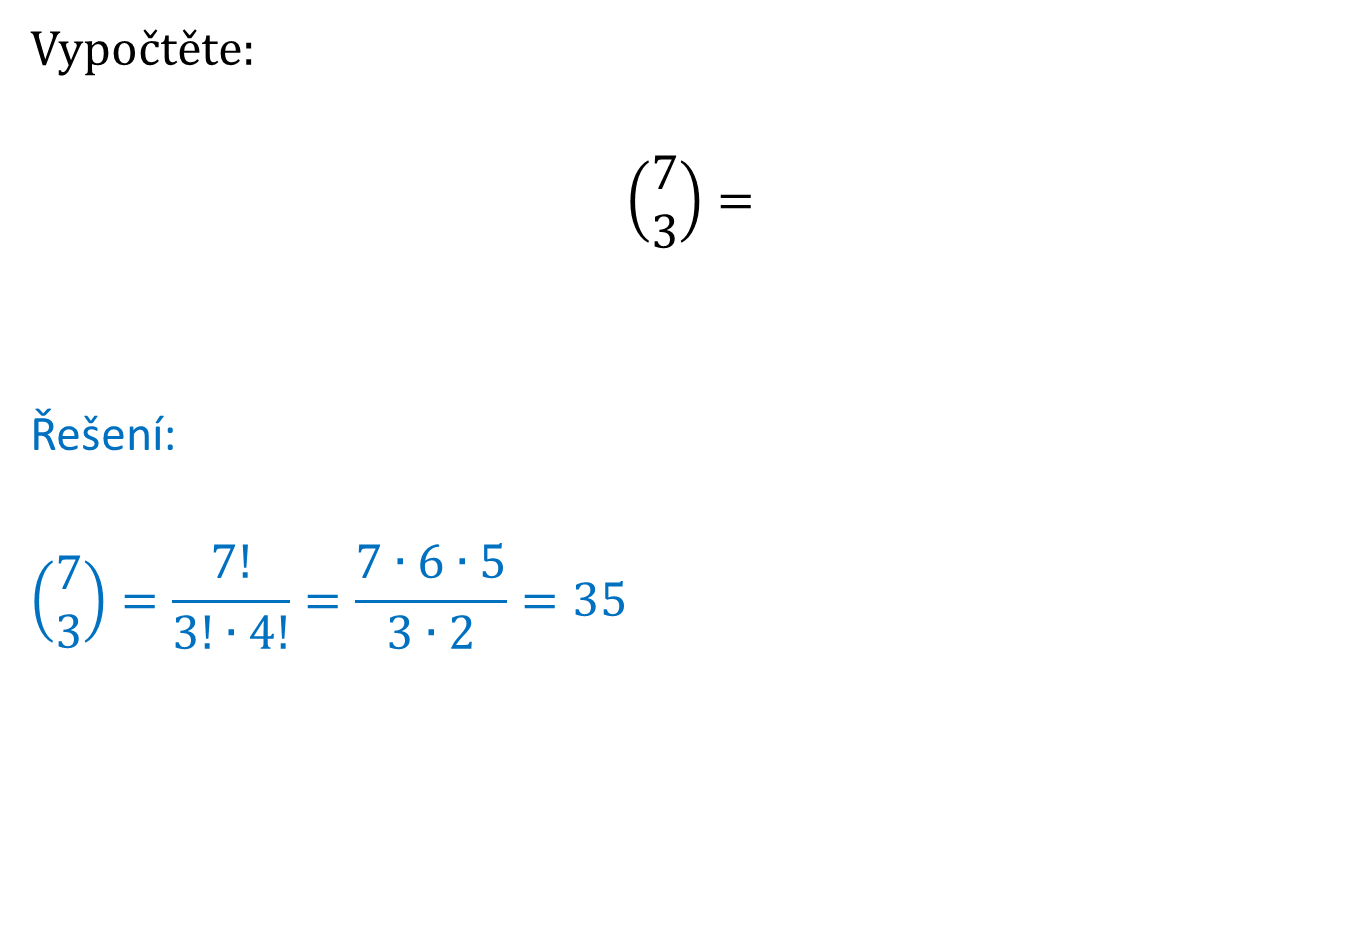 Vypočtěte:
(7 3) =
Řešení:
(7 3) = 7! / (3! · 4!) = (7 · 6 · 5) / (3 · 2) = 35